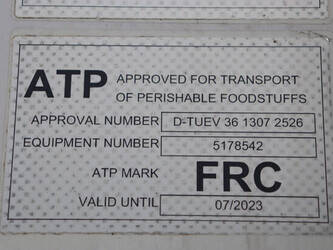 ATP APPROVED FOR TRANSPORT
OF PERISHABLE FOODSTUFFS
APPROVAL NUMBER D-TUEV 36 1307 2526
EQUIPMENT NUMBER 5178542
ATP MARK FRC
VALID UNTIL 07/2023